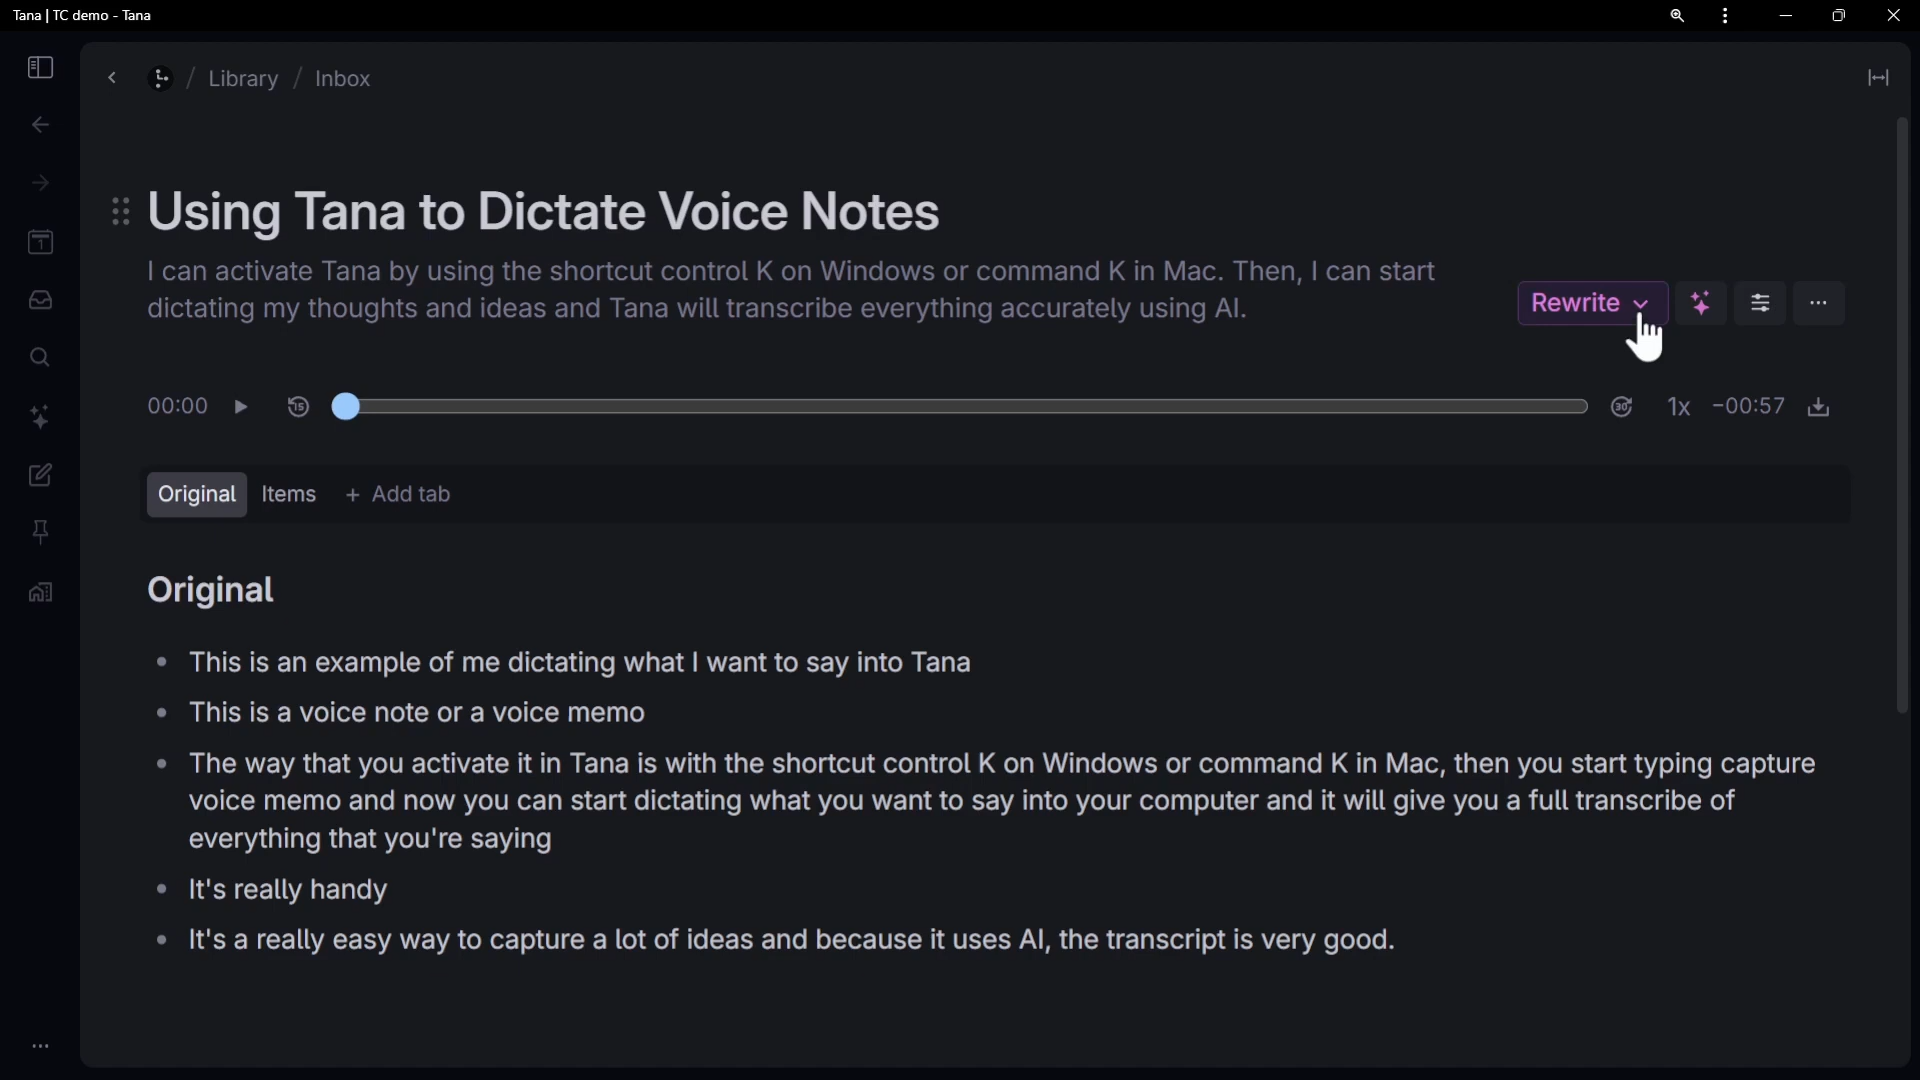 Tana | TC demo - Tana
/ Library / Inbox
Using Tana to Dictate Voice Notes
I can activate Tana by using the shortcut control K on Windows or command K in Mac. Then, I can start
dictating my thoughts and ideas and Tana will transcribe everything accurately using AI.
Rewrite
00:00 15 30 1x -00:57
Original Items + Add tab
Original
• This is an example of me dictating what I want to say into Tana
• This is a voice note or a voice memo
• The way that you activate it in Tana is with the shortcut control K on Windows or command K in Mac, then you start typing capture
voice memo and now you can start dictating what you want to say into your computer and it will give you a full transcribe of
everything that you're saying
• It's really handy
• It's a really easy way to capture a lot of ideas and because it uses AI, the transcript is very good.